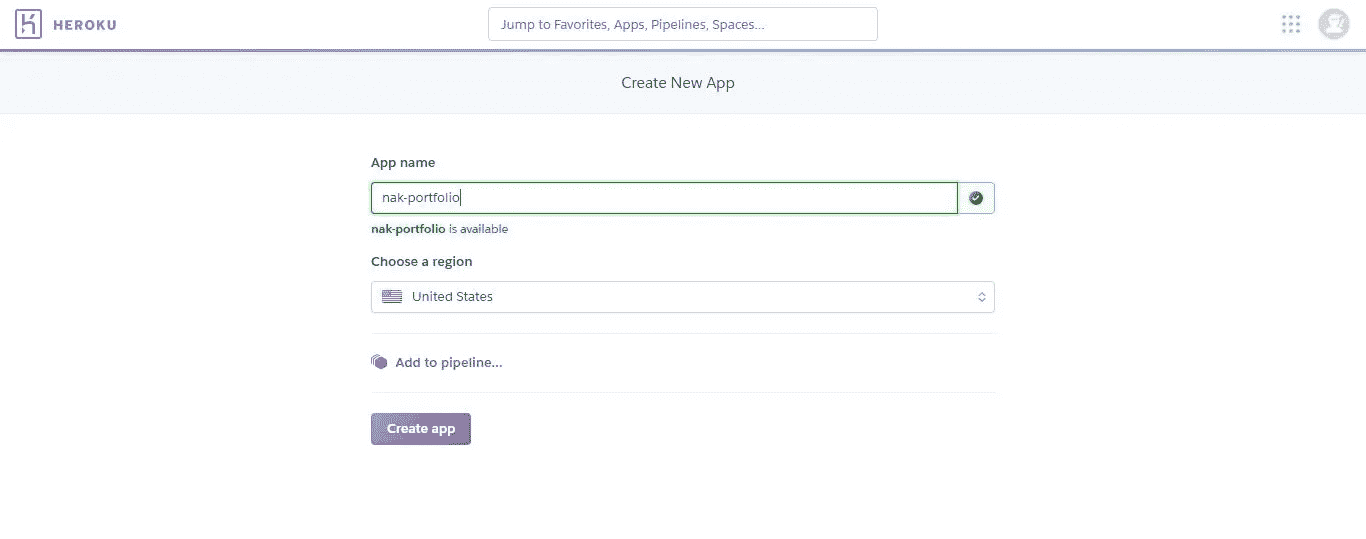 HEROKU
Jump to Favorites, Apps, Pipelines, Spaces...
Create New App
App name
nak-portfolio
nak-portfolio is available
Choose a region
United States
Add to pipeline...
Create app